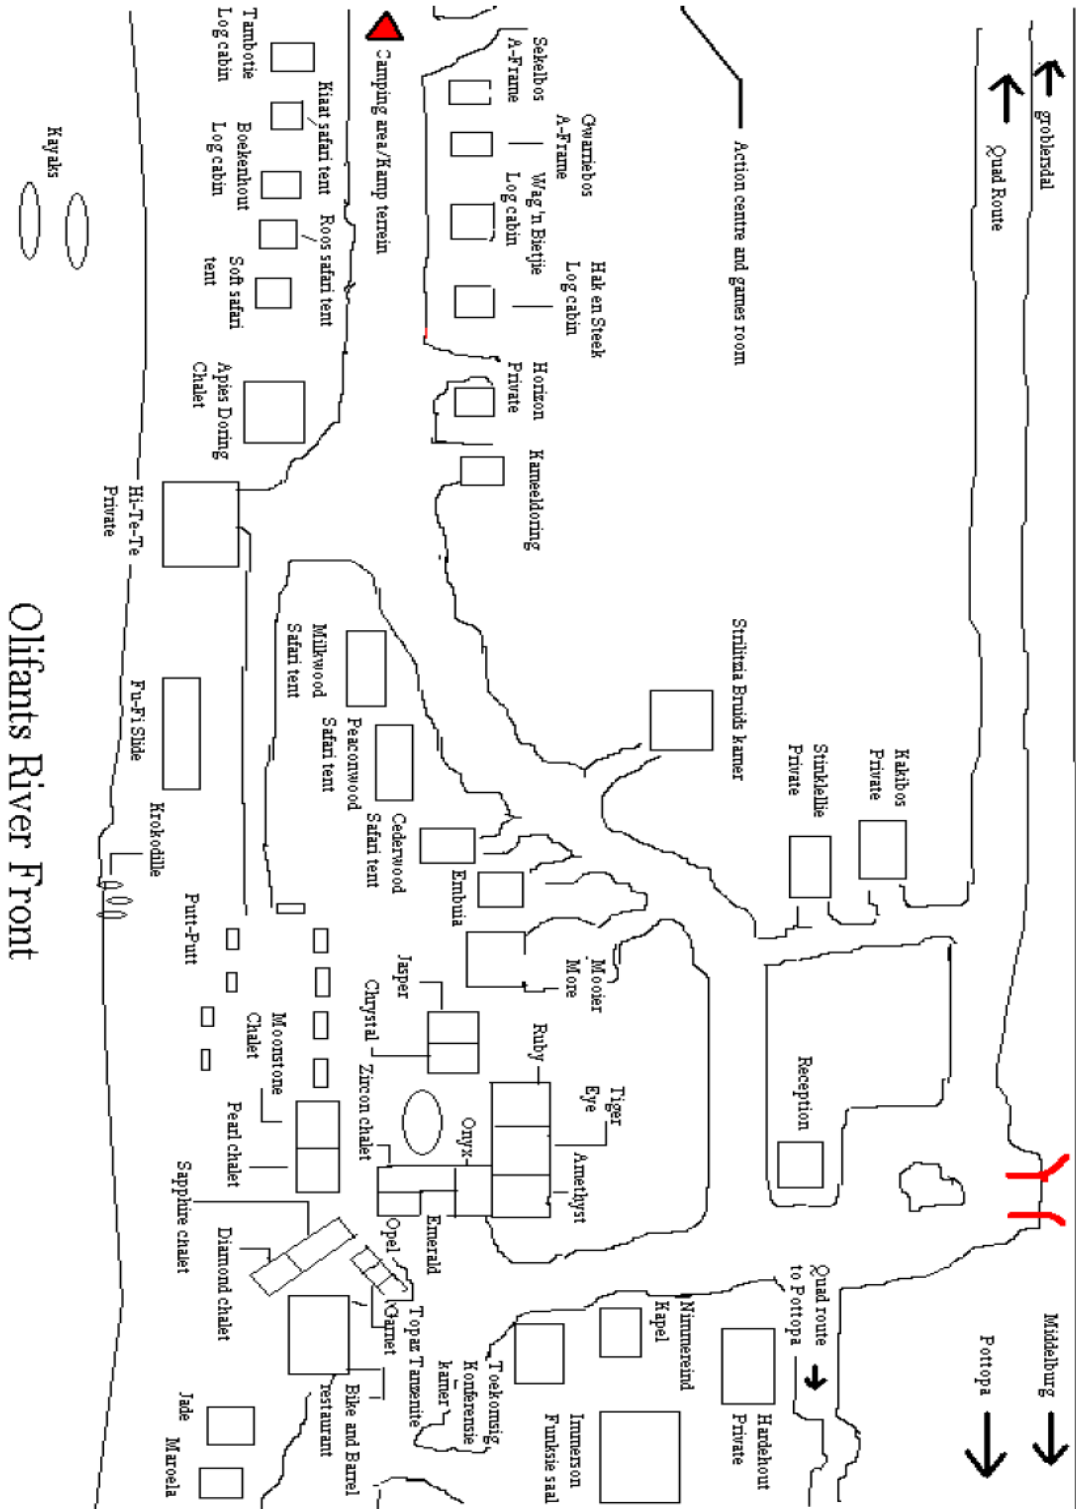 groblersdal
Quad Route
Middelburg
Pottopa
Action centre and games room
Kakibos
Private
Stinklellie
Private
Strilitzia Bruids kamer
Reception
Quad route
to Pottopa
Hardehout
Private
Nimmereind
Kapel
Immerson
Funksie saal
Toekomsig
Konferensie
kamer
Sekelbos
A-Frame
Gwarriebos
A-Frame
Wag 'n Bietjie
Log cabin
Hak en Steek
Log cabin
Horizon
Private
Kameeldoring
Camping area/Kamp terrein
Tambotie
Log cabin
Kiaat safari tent
Boekenhout
Log cabin
Roos safari tent
Soft safari
tent
Apies Doring
Chalet
Hi-Te-Te
Private
Milkwood
Safari tent
Peaconwood
Safari tent
Cederwood
Safari tent
Embuia
Mooier
More
Jasper
Chrystal
Ruby
Tiger
Eye
Amethyst
Onyx
Zircon chalet
Emerald
Opel
Moonstone
Chalet
Pearl chalet
Sapphire chalet
Diamond chalet
Garnet
Topaz Tanzenite
Bike and Barrel
restaurant
Jade
Maroela
Fu-Fi Slide
Krokodille
Putt-Putt
Kayaks
Olifants River Front